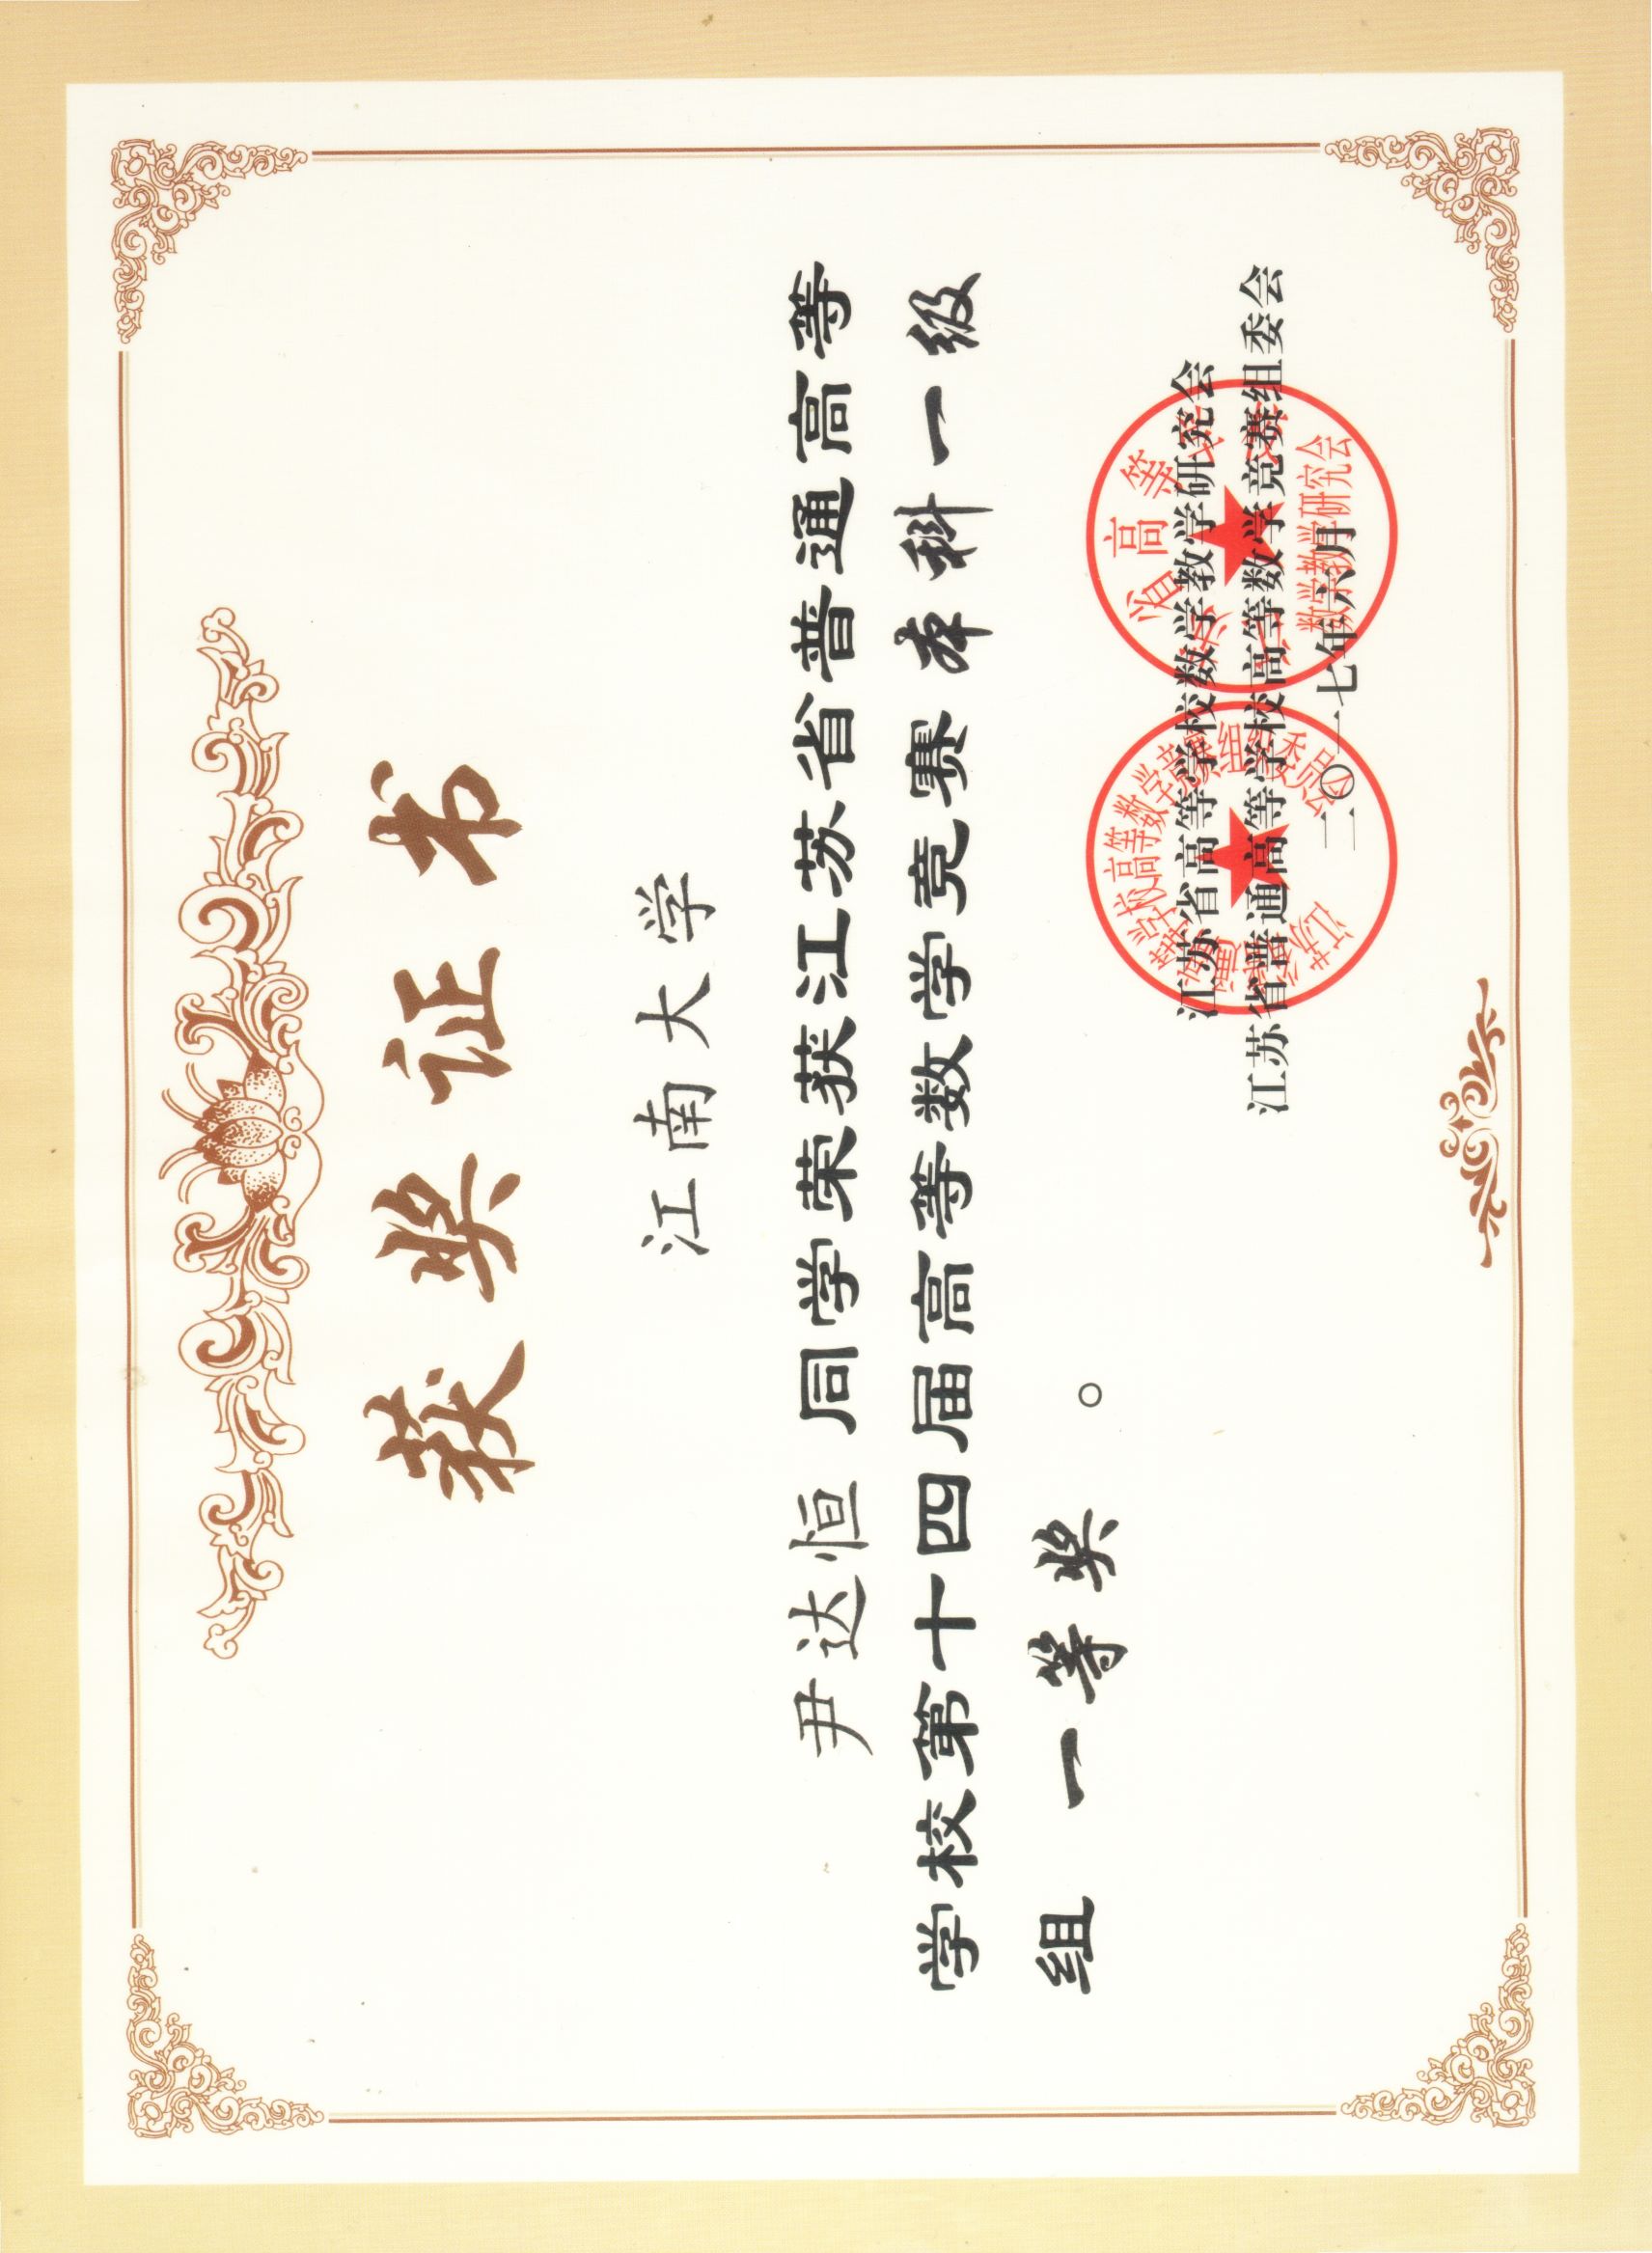 获奖证书
江南大学
尹达恒 同学荣获江苏省普通高等
学校第十四届高等数学竞赛 本科一级
组 一等奖 。
江苏省高等学校数学教学研究会
江苏省普通高等学校高等数学竞赛组委会
二〇一七年六月
江苏省普通高等学校高等数学竞赛组织委员会
江苏省高等学校
数学教学研究会